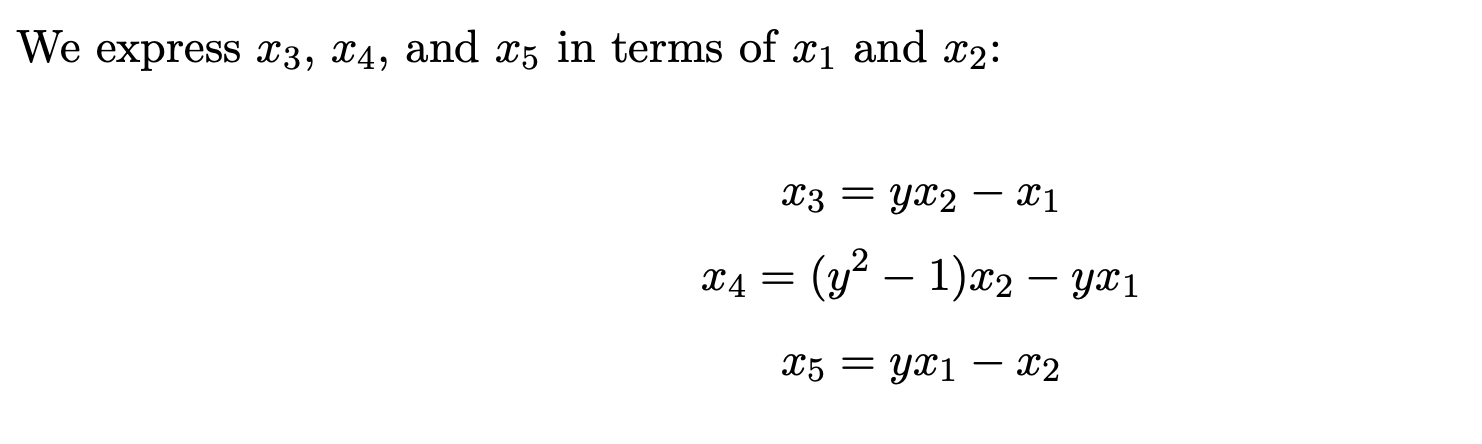 We express x₃, x₄, and x₅ in terms of x₁ and x₂:
x₃ = yx₂ − x₁
x₄ = (y² − 1)x₂ − yx₁
x₅ = yx₁ − x₂